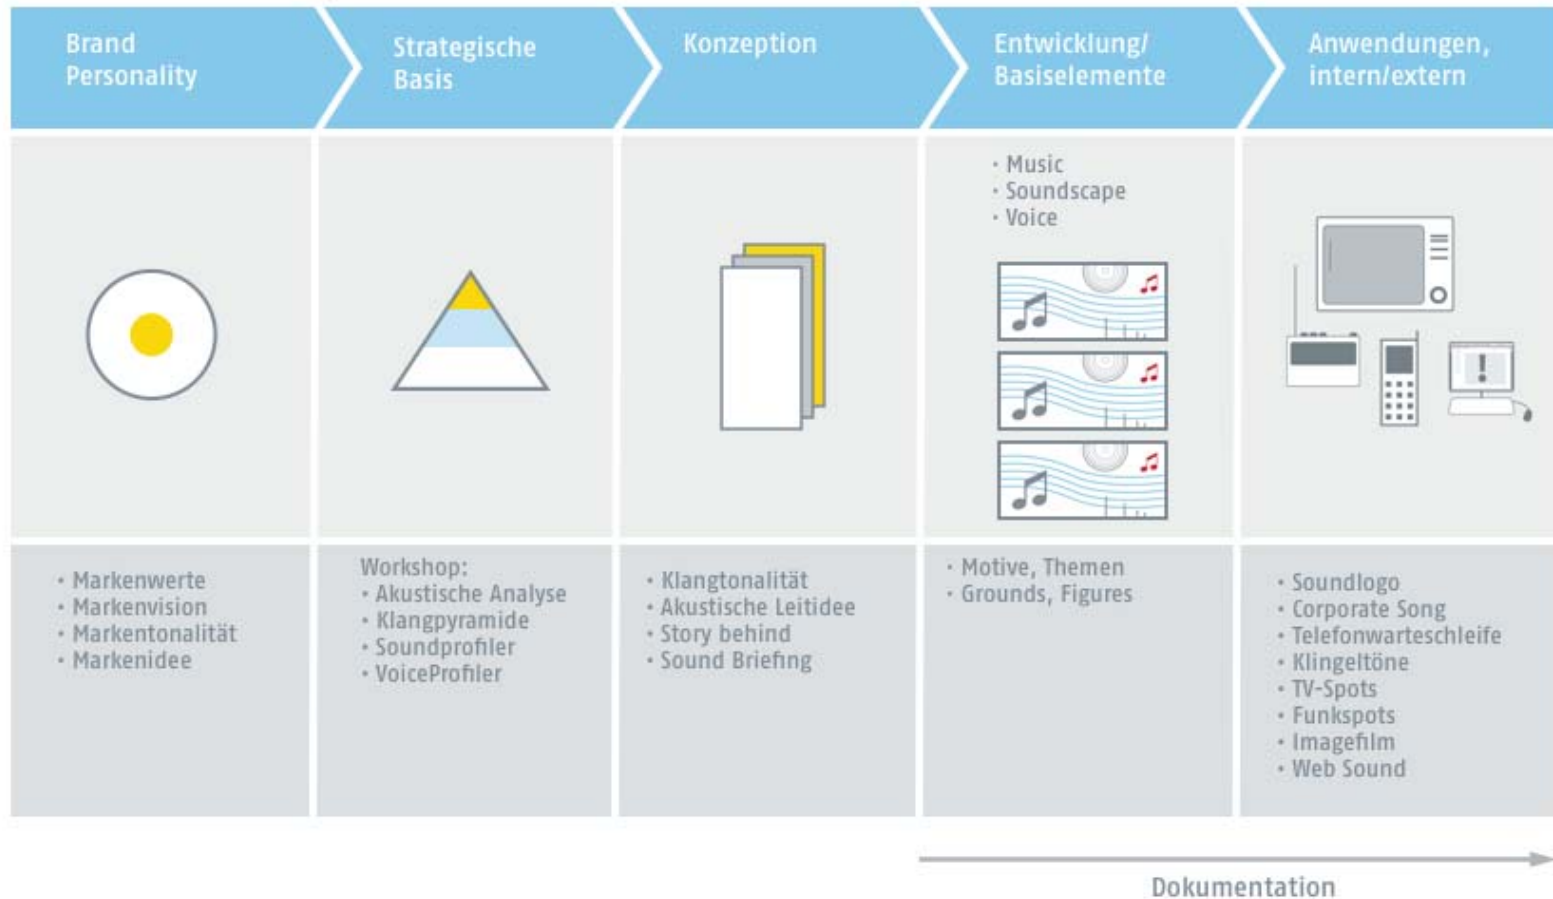 Brand
Personality
Strategische
Basis
Konzeption
Entwicklung/
Basiselemente
Anwendungen,
intern/extern
· Music
· Soundscape
· Voice
!
· Markenwerte
· Markenvision
· Markentonalität
· Markenidee
Workshop:
· Akustische Analyse
· Klangpyramide
· Soundprofiler
· VoiceProfiler
· Klangtonalität
· Akustische Leitidee
· Story behind
· Sound Briefing
· Motive, Themen
· Grounds, Figures
· Soundlogo
· Corporate Song
· Telefonwarteschleife
· Klingeltöne
· TV-Spots
· Funkspots
· Imagefilm
· Web Sound
Dokumentation